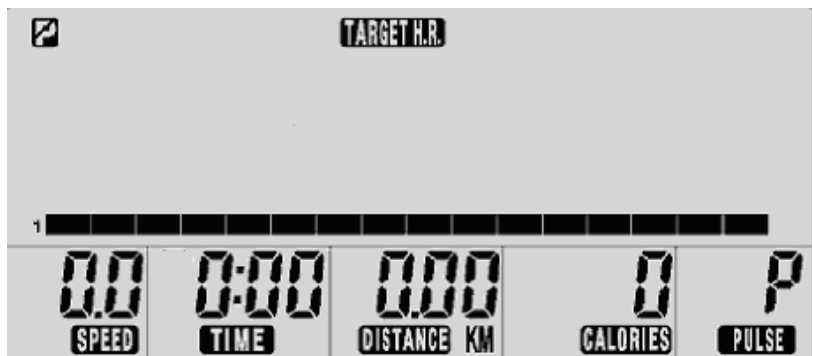 TARGET H.R.
1
0.0 0:00 0.00 0 P
SPEED TIME DISTANCE KM CALORIES PULSE